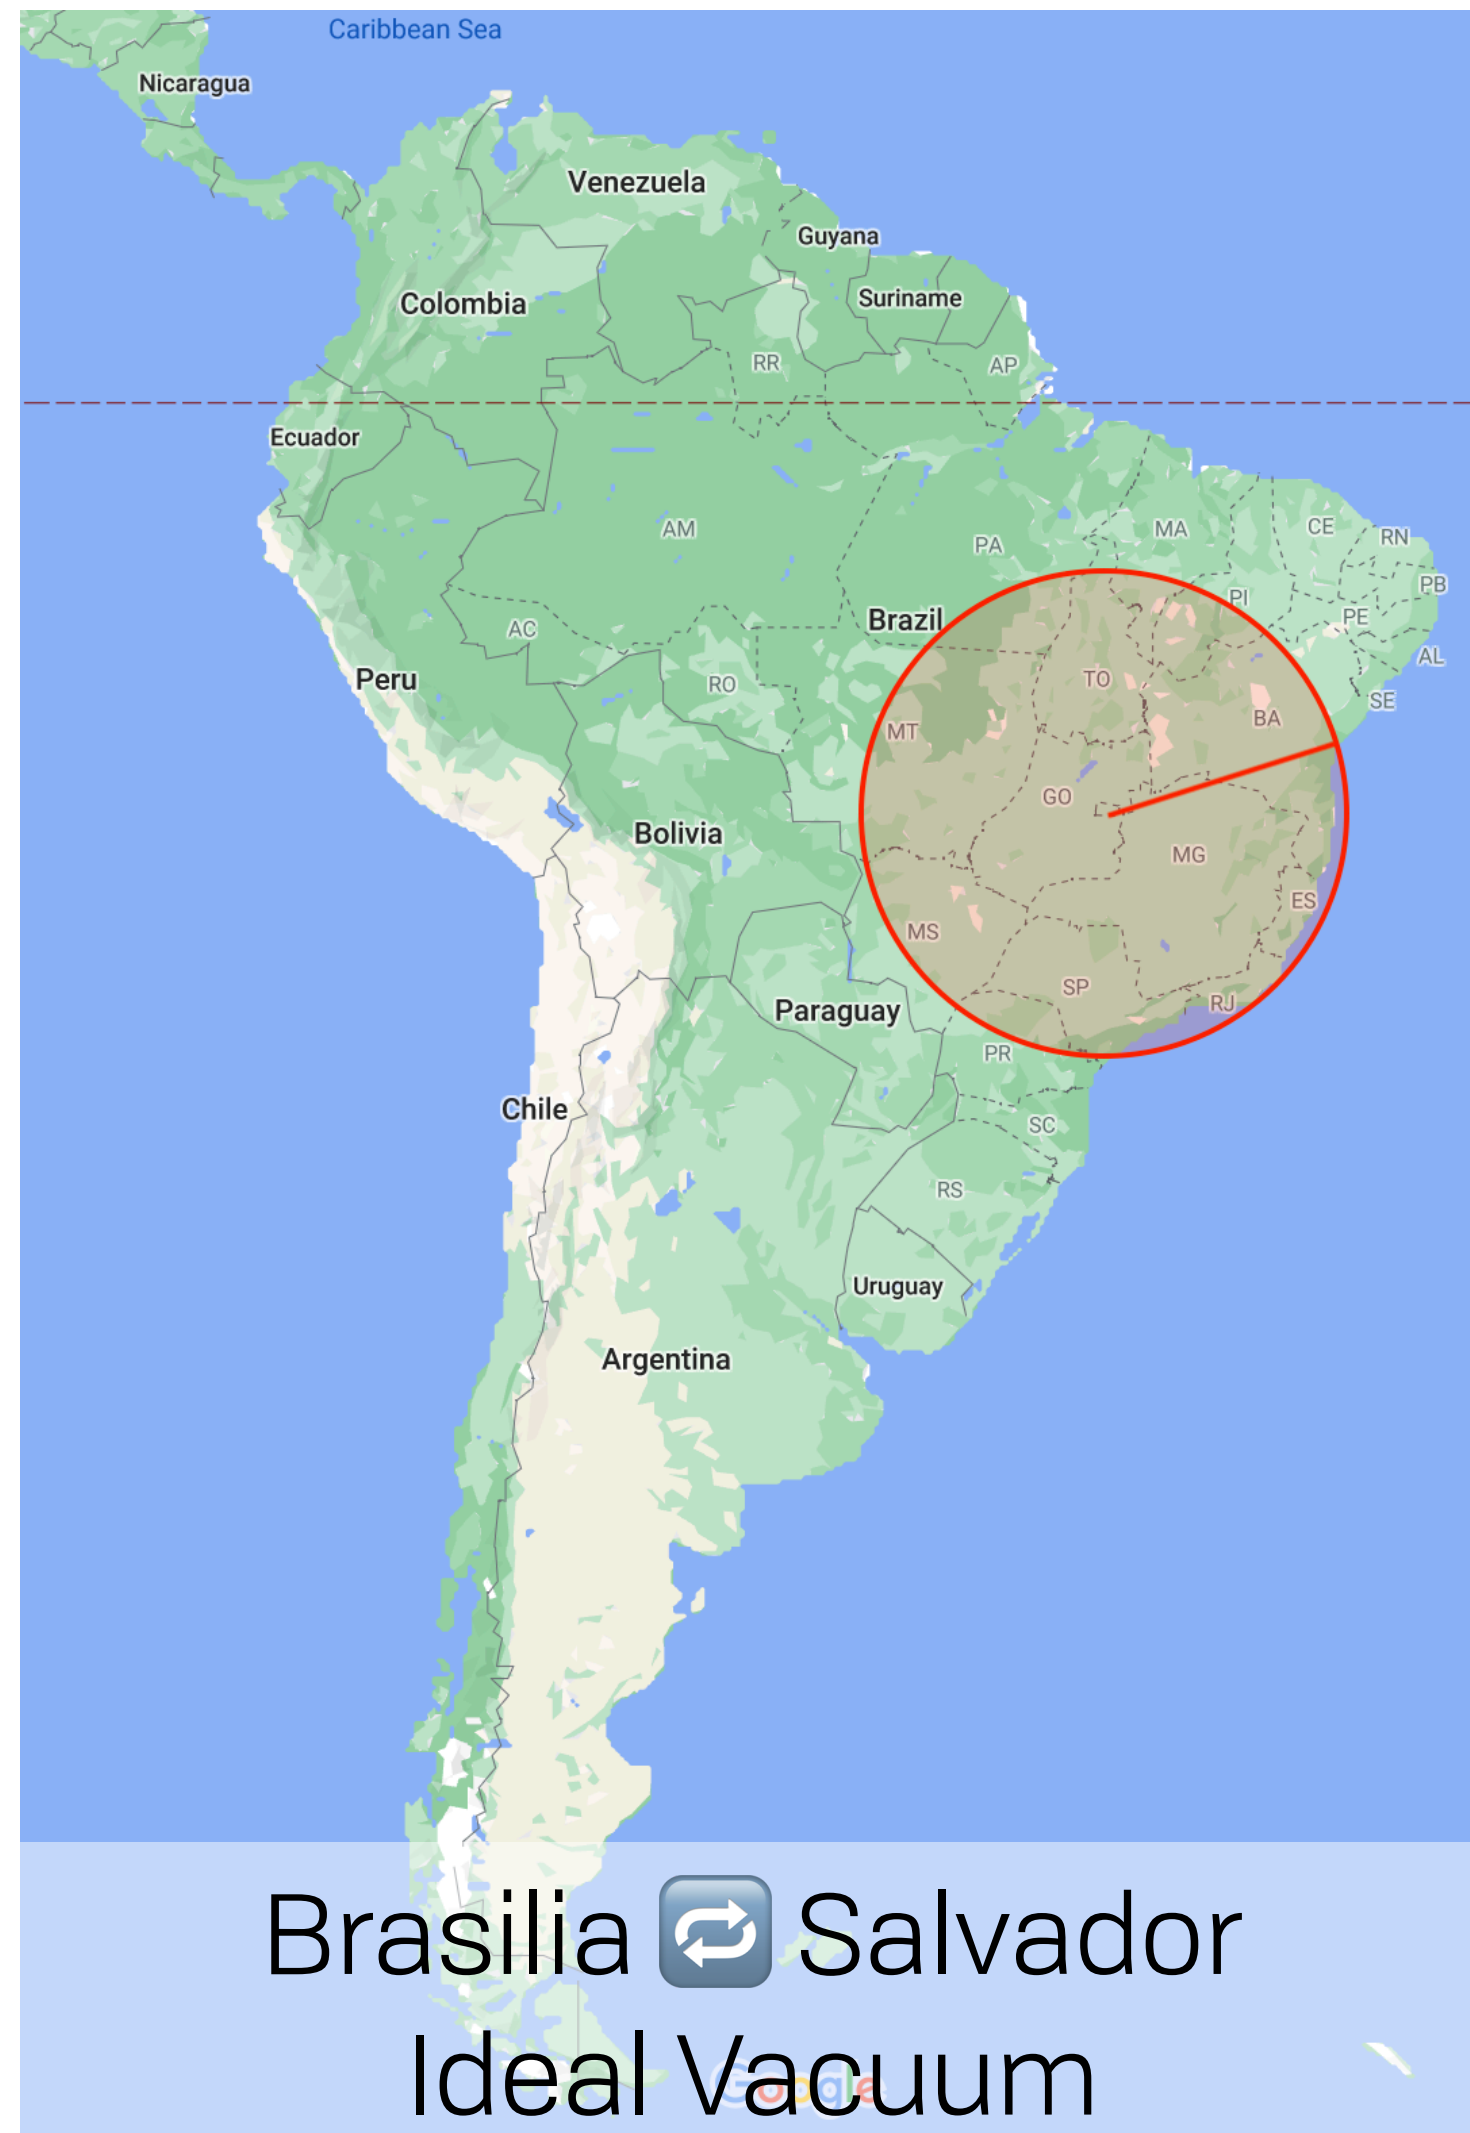 Caribbean Sea
Nicaragua
Venezuela
Guyana
Colombia
Suriname
RR
AP
Ecuador
AM
PA
MA
CE
RN
PB
PI
PE
Brazil
AC
AL
Peru
RO
TO
SE
MT
BA
GO
Bolivia
MG
ES
MS
SP
RJ
Paraguay
PR
Chile
SC
RS
Uruguay
Argentina
Brasilia 🔁 Salvador
Ideal Vacuum
Google